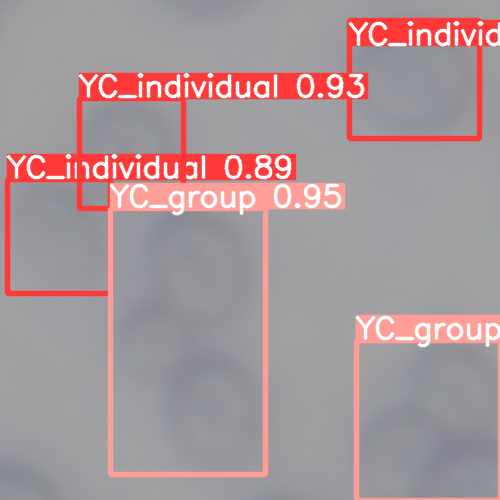 YC_individ
YC_individual 0.93
YC_individual 0.89
YC_group 0.95
YC_group